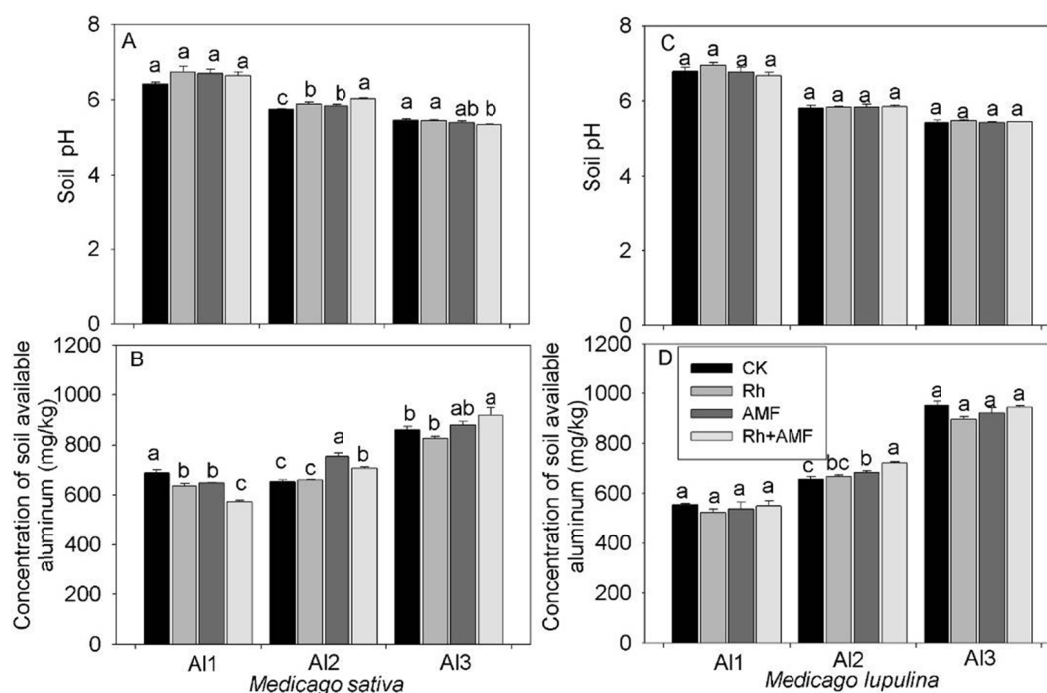 A
8
6
4
2
0
Soil pH
a a a a
c b b a
a a ab b
C
8
6
4
2
0
Soil pH
a a a a
a a a a
a a a a
B
1200
1000
800
600
400
200
0
Concentration of soil available
aluminum (mg/kg)
a b b c
c c a b
b b ab a
Al1 Al2 Al3
Medicago sativa
D
1200
1000
800
600
400
200
0
Concentration of soil available
aluminum (mg/kg)
CK
Rh
AMF
Rh+AMF
a a a a
c bc b a
a a a a
Al1 Al2 Al3
Medicago lupulina